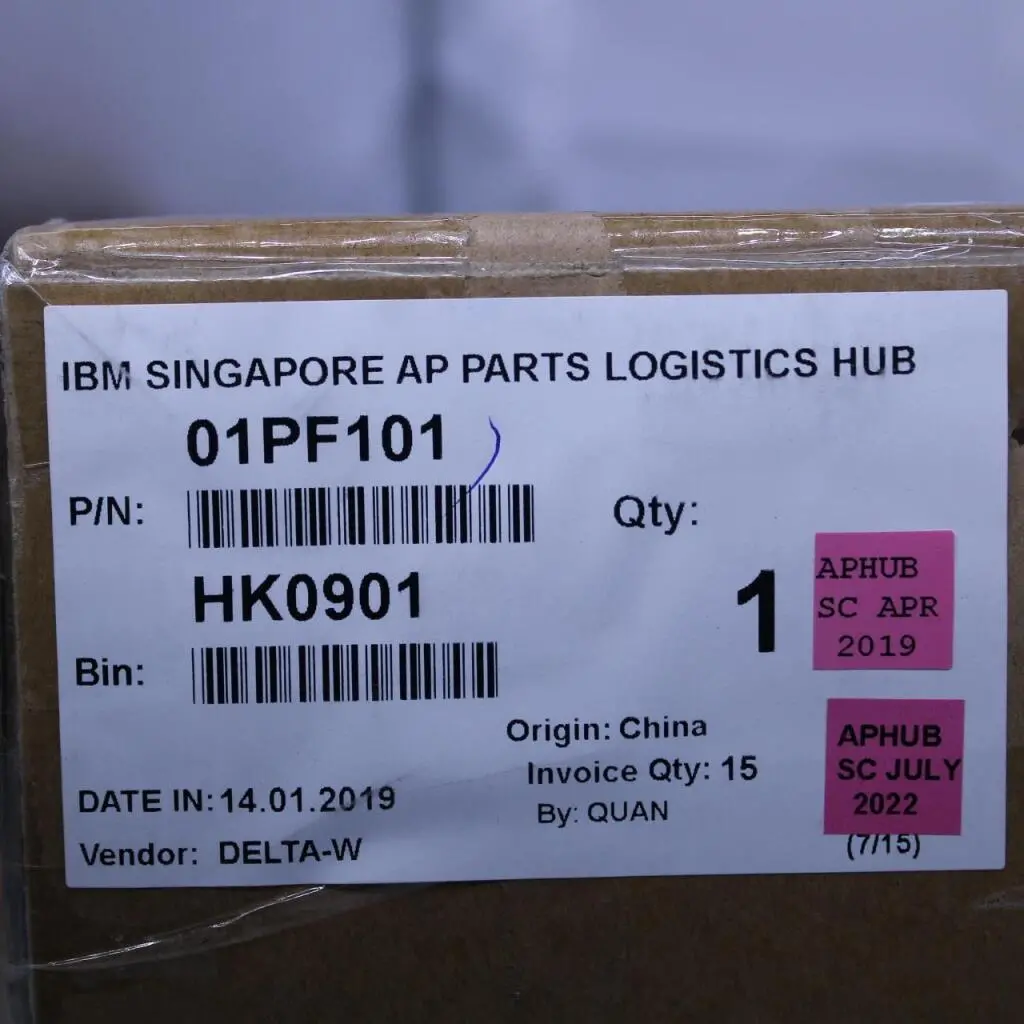 IBM SINGAPORE AP PARTS LOGISTICS HUB
01PF101
P/N:
Qty:
HK0901
1
APHUB
SC APR
2019
Bin:
Origin: China
Invoice Qty: 15
By: QUAN
APHUB
SC JULY
2022
(7/15)
DATE IN: 14.01.2019
Vendor: DELTA-W